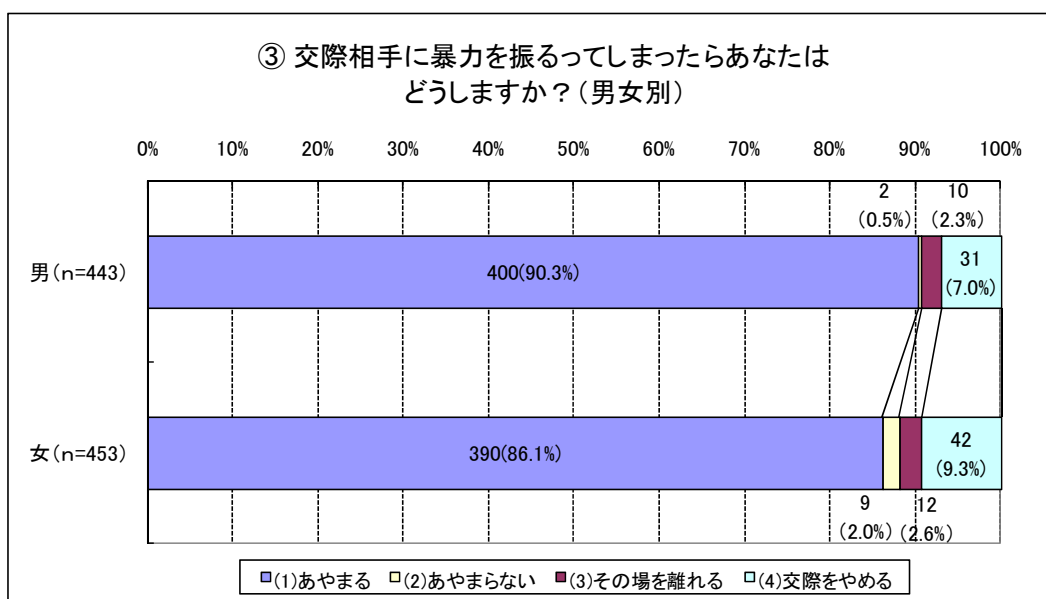 ③ 交際相手に暴力を振るってしまったらあなたは
どうしますか？（男女別）
0% 10% 20% 30% 40% 50% 60% 70% 80% 90% 100%
2 10
(0.5%) (2.3%)
男（n=443） 400(90.3%) 31
(7.0%)
女（n=453） 390(86.1%) 42
(9.3%)
9 12
(2.0%) (2.6%)
(1)あやまる (2)あやまらない (3)その場を離れる (4)交際をやめる